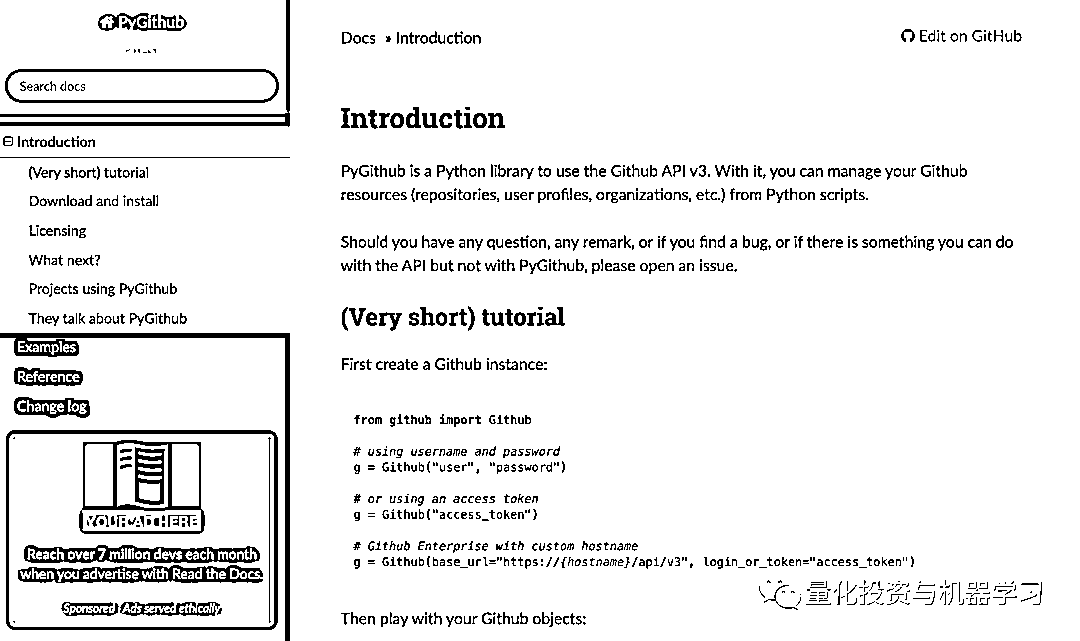 PyGithub
Search docs
Introduction
(Very short) tutorial
Download and install
Licensing
What next?
Projects using PyGithub
They talk about PyGithub
Examples
Reference
Change log
YOUR AD HERE
Reach over 7 million devs each month
when you advertise with Read the Docs.
Sponsored · Ads served ethically
Docs » Introduction
Edit on GitHub
Introduction
PyGithub is a Python library to use the Github API v3. With it, you can manage your Github
resources (repositories, user profiles, organizations, etc.) from Python scripts.
Should you have any question, any remark, or if you find a bug, or if there is something you can do
with the API but not with PyGithub, please open an issue.
(Very short) tutorial
First create a Github instance:
from github import Github
# using username and password
g = Github("user", "password")
# or using an access token
g = Github("access_token")
# Github Enterprise with custom hostname
g = Github(base_url="https://{hostname}/api/v3", login_or_token="access_token")
Then play with your Github objects:
量化投资与机器学习